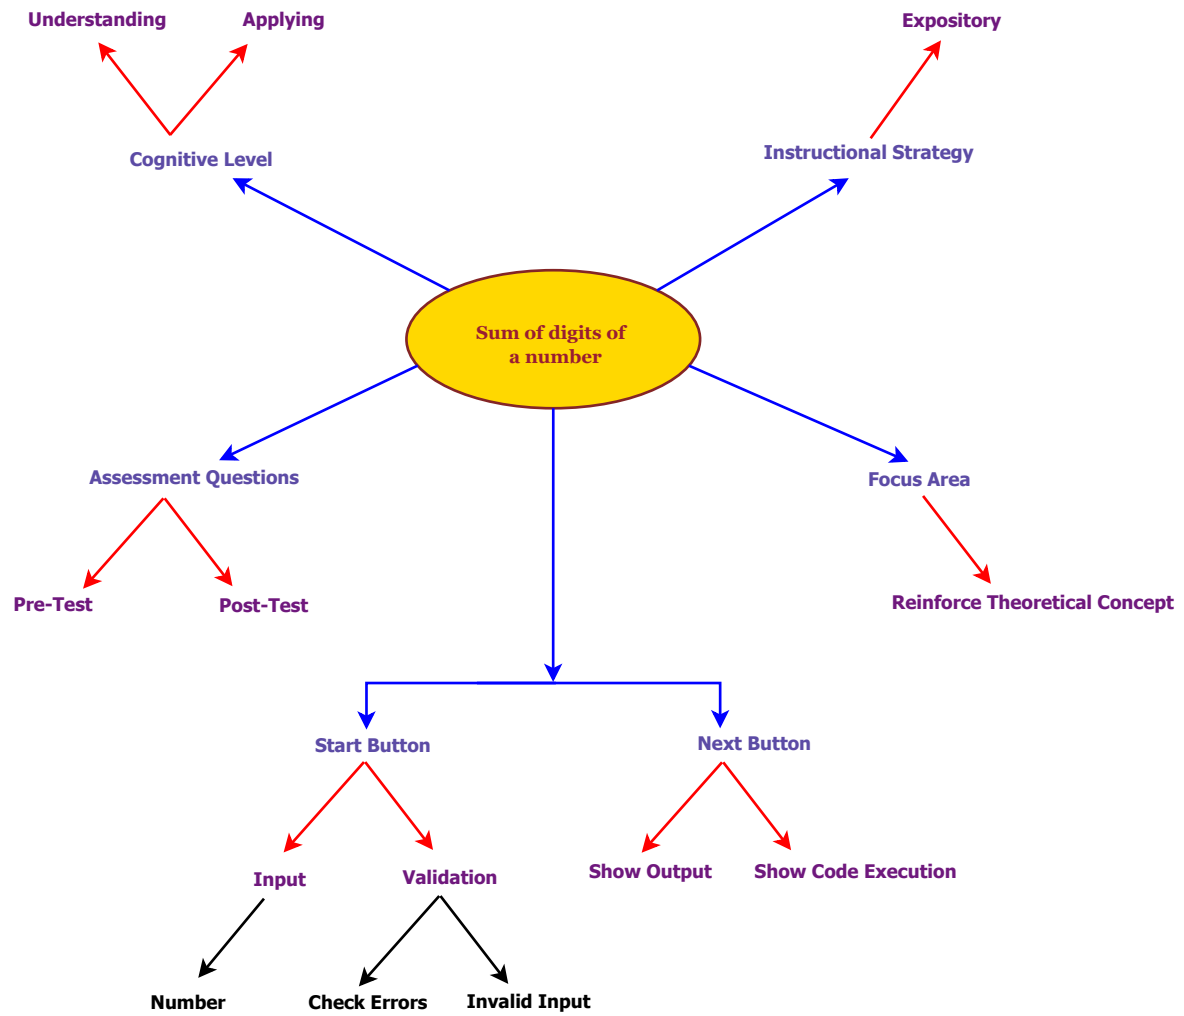 Understanding
Applying
Expository
Cognitive Level
Instructional Strategy
Sum of digits of
a number
Assessment Questions
Focus Area
Pre-Test
Post-Test
Reinforce Theoretical Concept
Start Button
Next Button
Input
Validation
Show Output
Show Code Execution
Number
Check Errors
Invalid Input